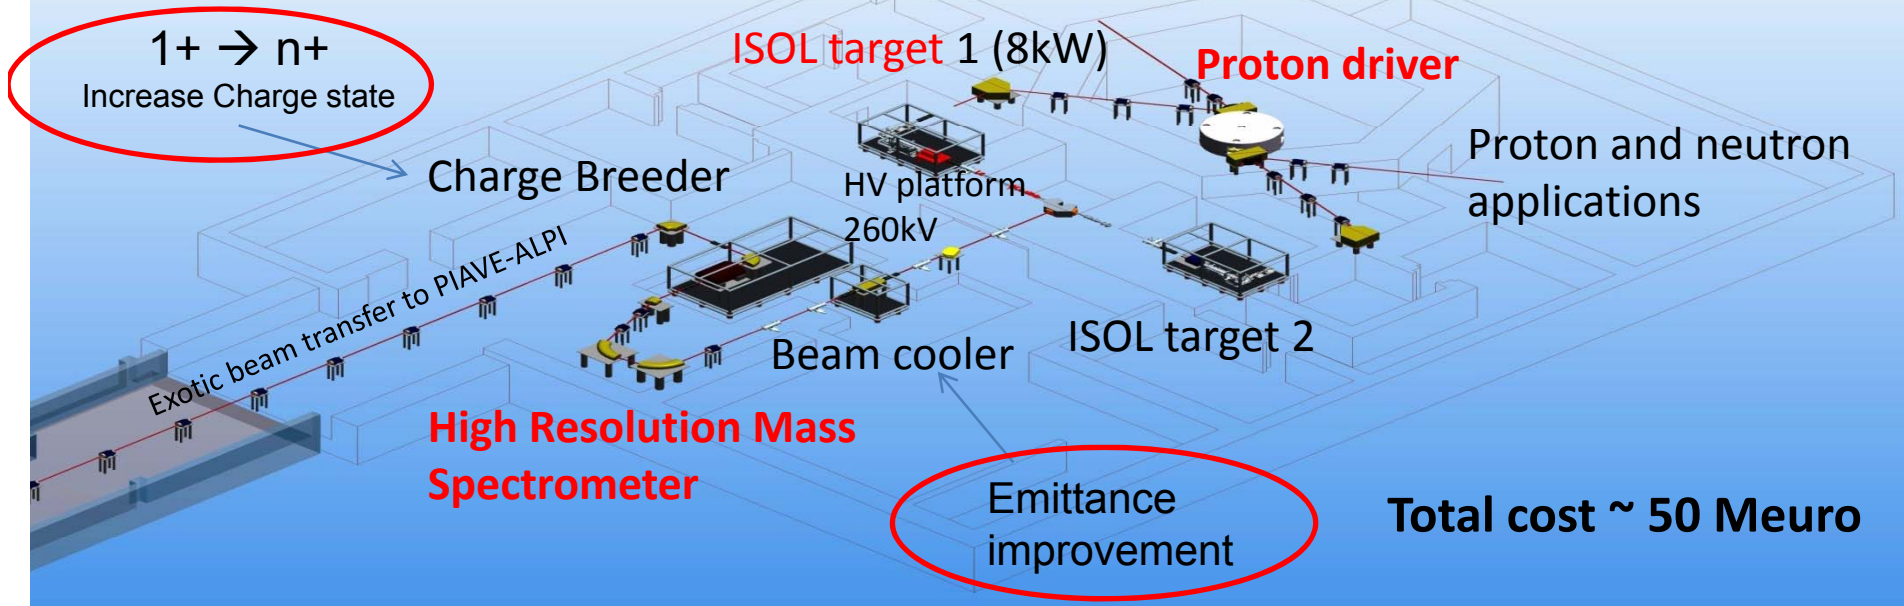 1+ → n+
Increase Charge state
ISOL target 1 (8kW)
Proton driver
Proton and neutron
applications
Charge Breeder
HV platform
260kV
Exotic beam transfer to PIAVE-ALPI
Beam cooler
ISOL target 2
High Resolution Mass
Spectrometer
Emittance
improvement
Total cost ~ 50 Meuro